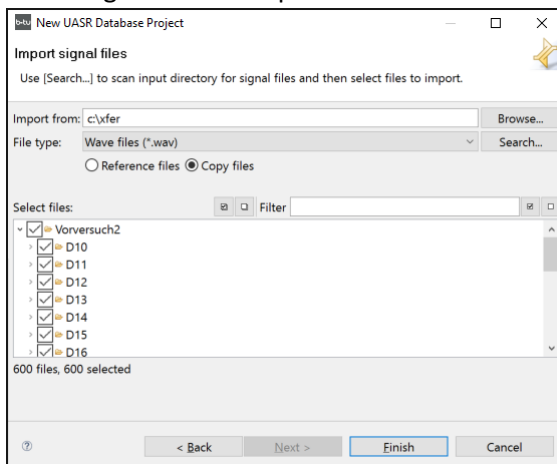 b-tu New UASR Database Project
Import signal files
Use [Search...] to scan input directory for signal files and then select files to import.
Import from: c:\xfer Browse...
File type: Wave files (*.wav) Search...
Reference files Copy files
Select files: Filter
Vorversuch2
D10
D11
D12
D13
D14
D15
D16
600 files, 600 selected
< Back Next > Finish Cancel